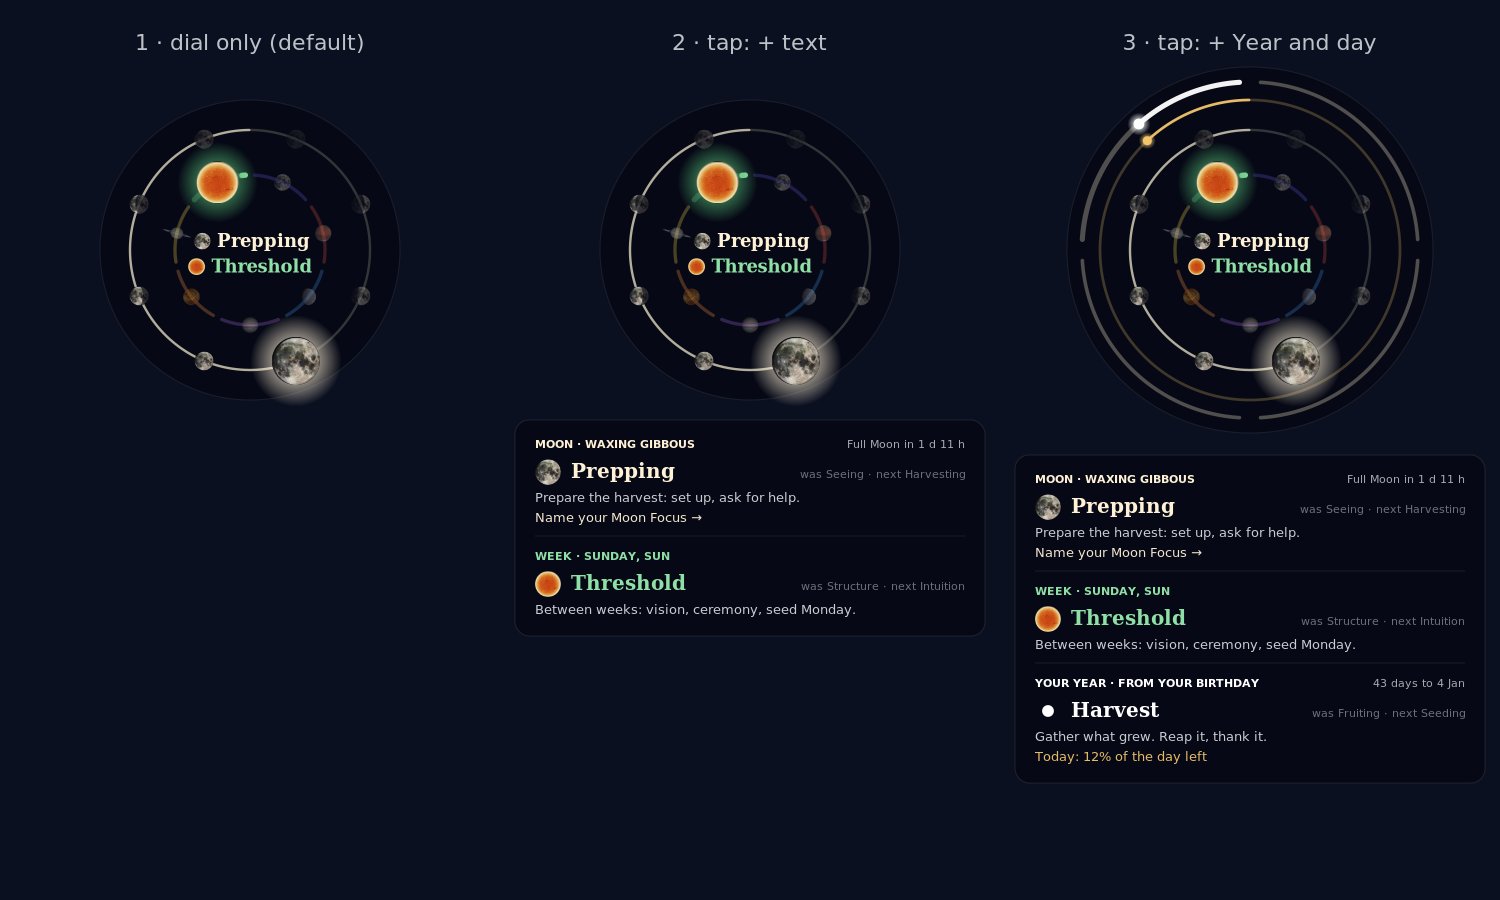 1 · dial only (default)
Prepping
Threshold
2 · tap: + text
Prepping
Threshold
MOON · WAXING GIBBOUS
Full Moon in 1 d 11 h
Prepping
was Seeing · next Harvesting
Prepare the harvest: set up, ask for help.
Name your Moon Focus →
WEEK · SUNDAY, SUN
Threshold
was Structure · next Intuition
Between weeks: vision, ceremony, seed Monday.
3 · tap: + Year and day
Prepping
Threshold
MOON · WAXING GIBBOUS
Full Moon in 1 d 11 h
Prepping
was Seeing · next Harvesting
Prepare the harvest: set up, ask for help.
Name your Moon Focus →
WEEK · SUNDAY, SUN
Threshold
was Structure · next Intuition
Between weeks: vision, ceremony, seed Monday.
YOUR YEAR · FROM YOUR BIRTHDAY
43 days to 4 Jan
Harvest
was Fruiting · next Seeding
Gather what grew. Reap it, thank it.
Today: 12% of the day left